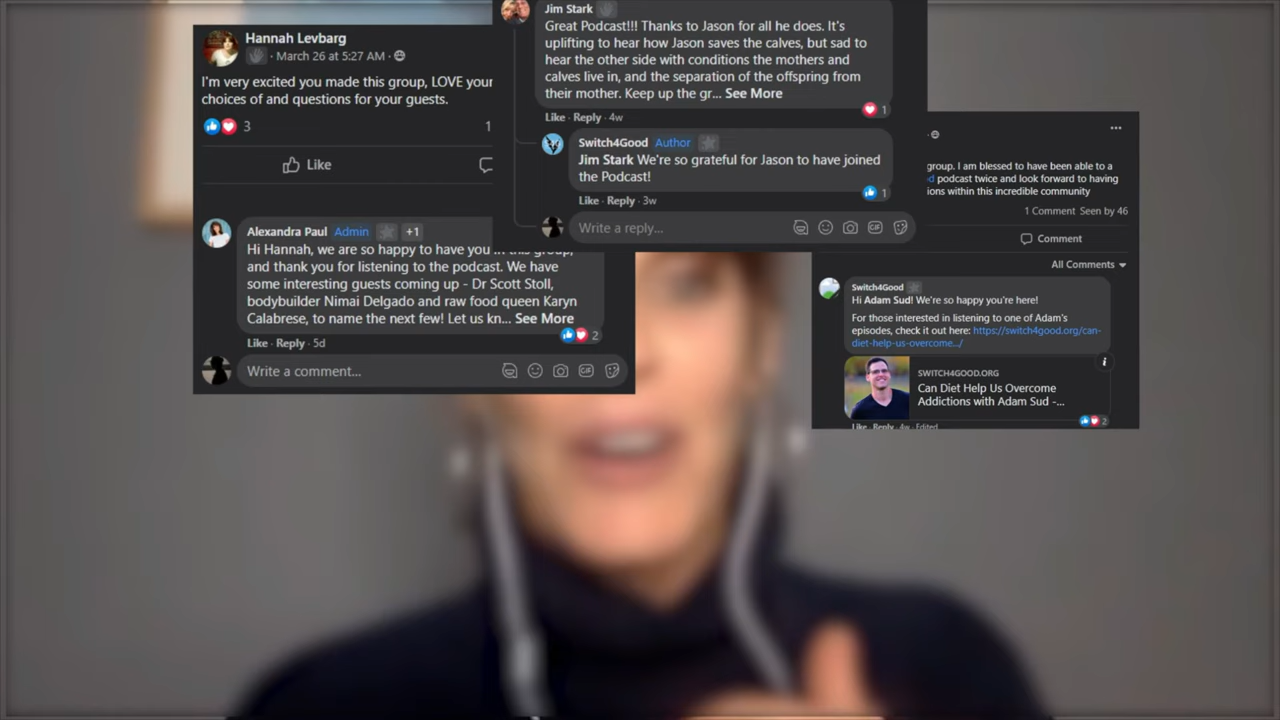 Hannah Levbarg
March 26 at 5:27 AM ·
I'm very excited you made this group, LOVE your
choices of and questions for your guests.
3
1
Like
Alexandra Paul Admin +1
Hi Hannah, we are so happy to have you in this group,
and thank you for listening to the podcast. We have
some interesting guests coming up - Dr Scott Stoll,
bodybuilder Nimai Delgado and raw food queen Karyn
Calabrese, to name the next few! Let us kn... See More
2
Like · Reply · 5d
Write a comment...
Jim Stark
Great Podcast!!! Thanks to Jason for all he does. It's
uplifting to hear how Jason saves the calves, but sad to
hear the other side with conditions the mothers and
calves live in, and the separation of the offspring from
their mother. Keep up the gr... See More
1
Like · Reply · 4w
Switch4Good Author
Jim Stark We're so grateful for Jason to have joined
the Podcast!
1
Like · Reply · 3w
Write a reply...
group. I am blessed to have been able to a
d podcast twice and look forward to having
ions within this incredible community
1 Comment Seen by 46
Comment
All Comments
Switch4Good
Hi Adam Sud! We're so happy you're here!
For those interested in listening to one of Adam's
episodes, check it out here: https://switch4good.org/can-
diet-help-us-overcome.../
SWITCH4GOOD.ORG
Can Diet Help Us Overcome
Addictions with Adam Sud -...
Like · Reply · 4w · Edited
2